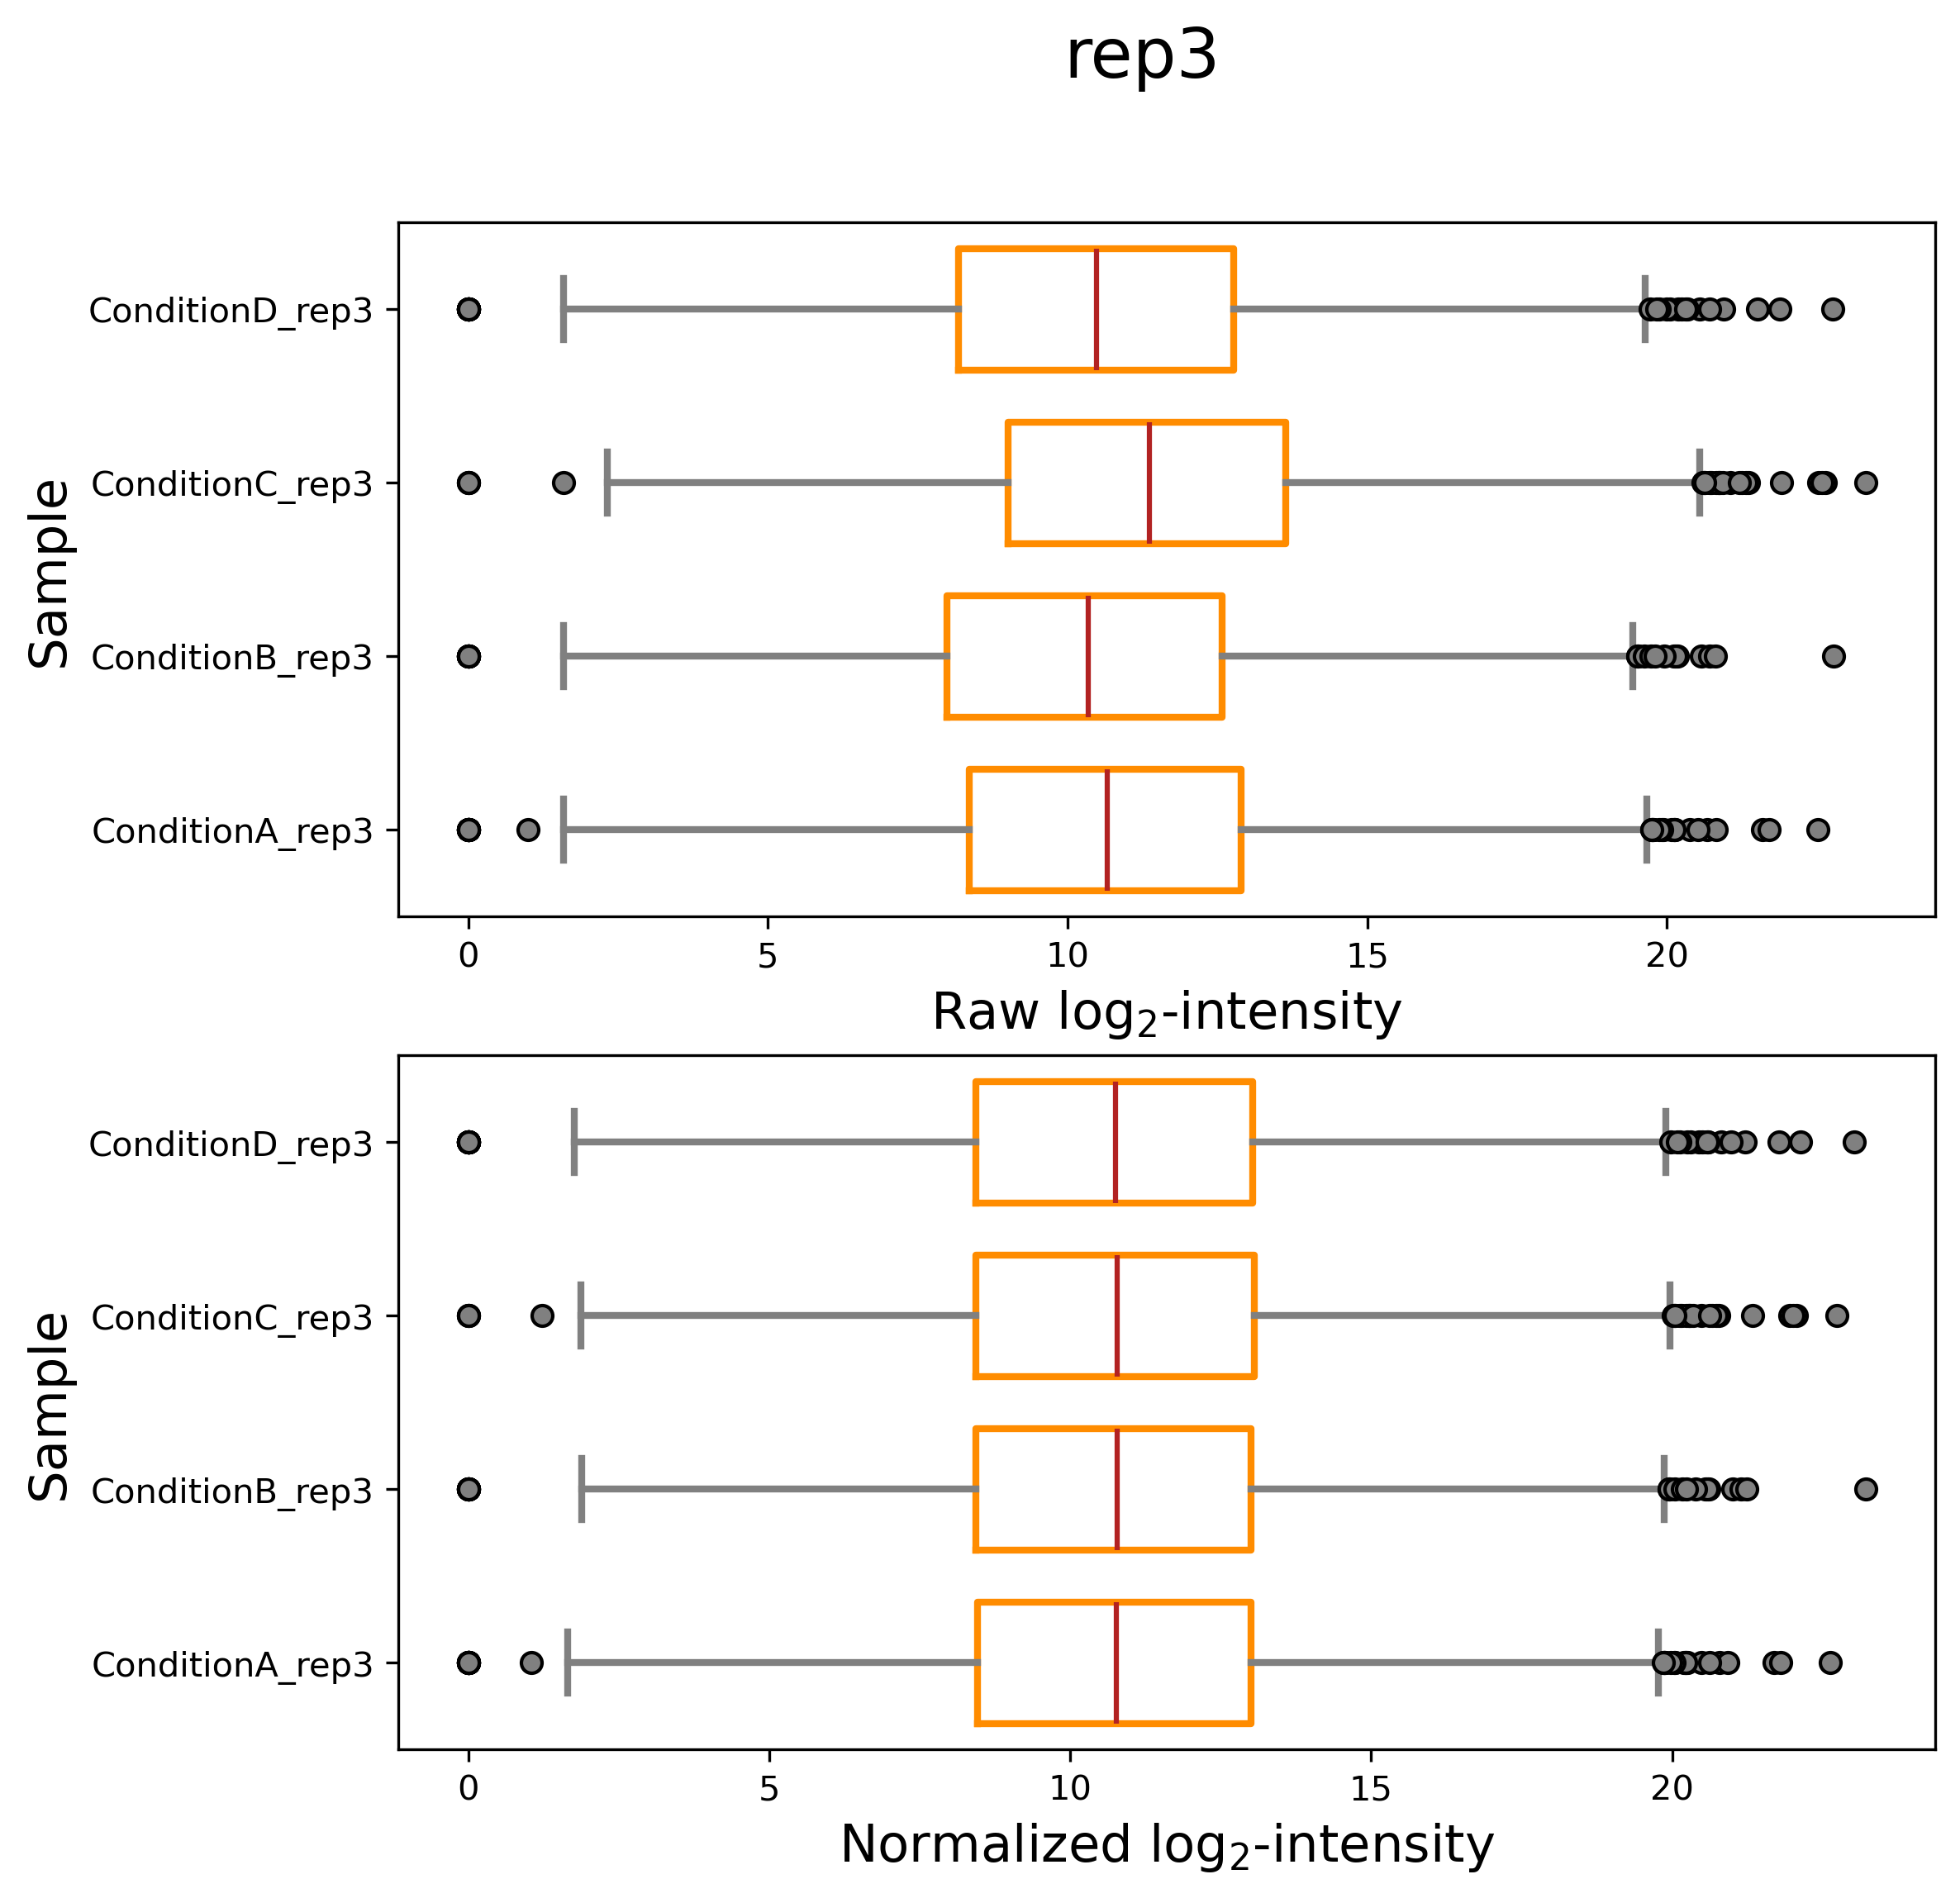 rep3
Sample
ConditionD_rep3
ConditionC_rep3
ConditionB_rep3
ConditionA_rep3
0 5 10 15 20
Raw log₂-intensity
Sample
ConditionD_rep3
ConditionC_rep3
ConditionB_rep3
ConditionA_rep3
0 5 10 15 20
Normalized log₂-intensity